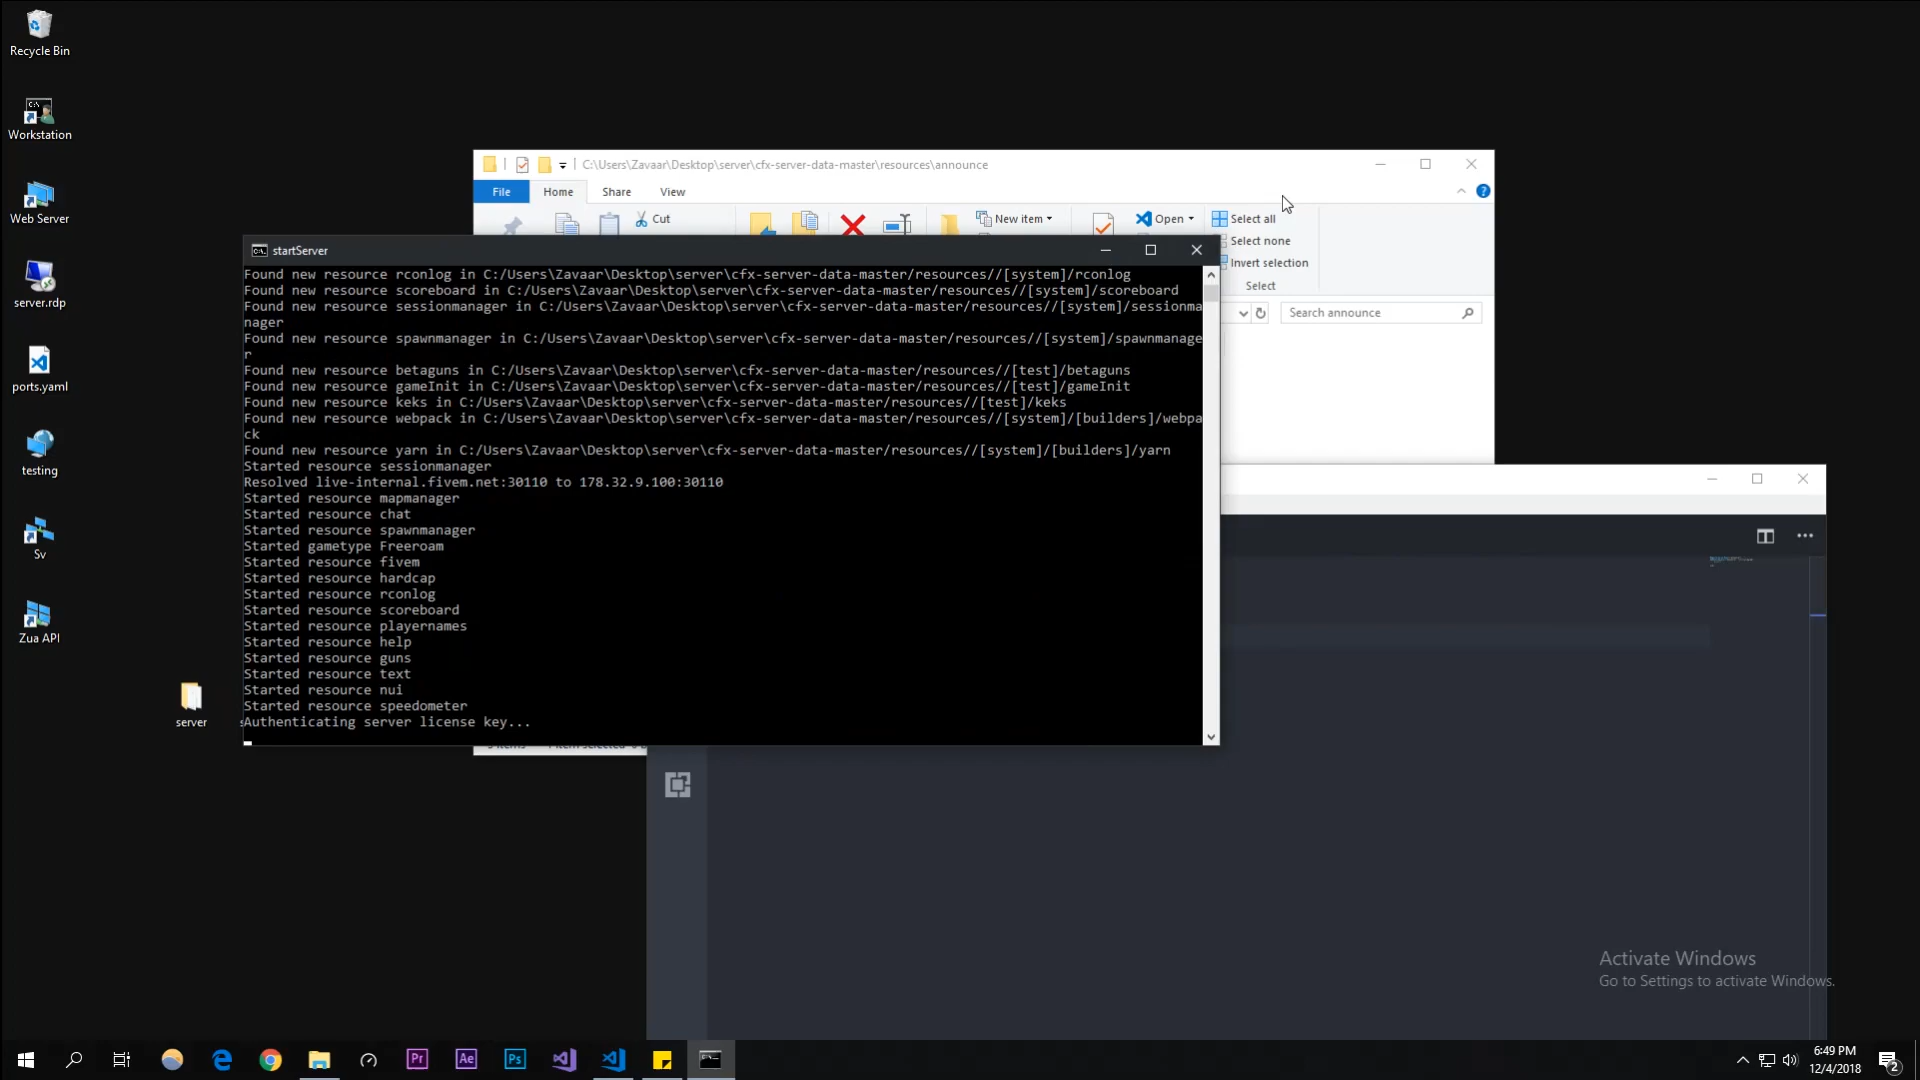 Recycle Bin
Workstation
Web Server
server.rdp
ports.yaml
testing
Sv
Zua API
server
C:\Users\Zavaar\Desktop\server\cfx-server-data-master\resources\announce
File Home Share View
Cut
New item
Open
Select all
Select none
Invert selection
Select
Search announce
startServer
Found new resource rconlog in C:/Users\Zavaar\Desktop\server\cfx-server-data-master/resources//[system]/rconlog
Found new resource scoreboard in C:/Users\Zavaar\Desktop\server\cfx-server-data-master/resources//[system]/scoreboard
Found new resource sessionmanager in C:/Users\Zavaar\Desktop\server\cfx-server-data-master/resources//[system]/sessionma
nager
Found new resource spawnmanager in C:/Users\Zavaar\Desktop\server\cfx-server-data-master/resources//[system]/spawnmanage
r
Found new resource betaguns in C:/Users\Zavaar\Desktop\server\cfx-server-data-master/resources//[test]/betaguns
Found new resource gameInit in C:/Users\Zavaar\Desktop\server\cfx-server-data-master/resources//[test]/gameInit
Found new resource keks in C:/Users\Zavaar\Desktop\server\cfx-server-data-master/resources//[test]/keks
Found new resource webpack in C:/Users\Zavaar\Desktop\server\cfx-server-data-master/resources//[system]/[builders]/webpa
ck
Found new resource yarn in C:/Users\Zavaar\Desktop\server\cfx-server-data-master/resources//[system]/[builders]/yarn
Started resource sessionmanager
Resolved live-internal.fivem.net:30110 to 178.32.9.100:30110
Started resource mapmanager
Started resource chat
Started resource spawnmanager
Started gametype Freeroam
Started resource fivem
Started resource hardcap
Started resource rconlog
Started resource scoreboard
Started resource playernames
Started resource help
Started resource guns
Started resource text
Started resource nui
Started resource speedometer
Authenticating server license key...
Activate Windows
Go to Settings to activate Windows.
Pr Ae Ps
6:49 PM
12/4/2018
2